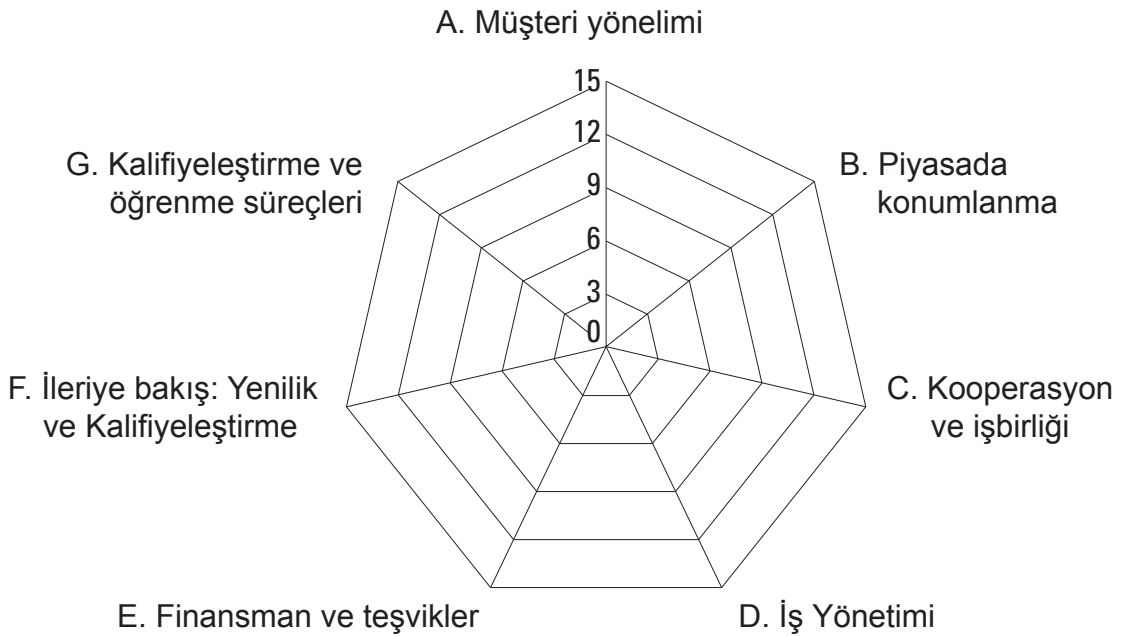 A. Müşteri yönelimi
15
12
9
6
3
0
B. Piyasada
konumlanma
C. Kooperasyon
ve işbirliği
D. İş Yönetimi
E. Finansman ve teşvikler
F. İleriye bakış: Yenilik
ve Kalifiyeleştirme
G. Kalifiyeleştirme ve
öğrenme süreçleri